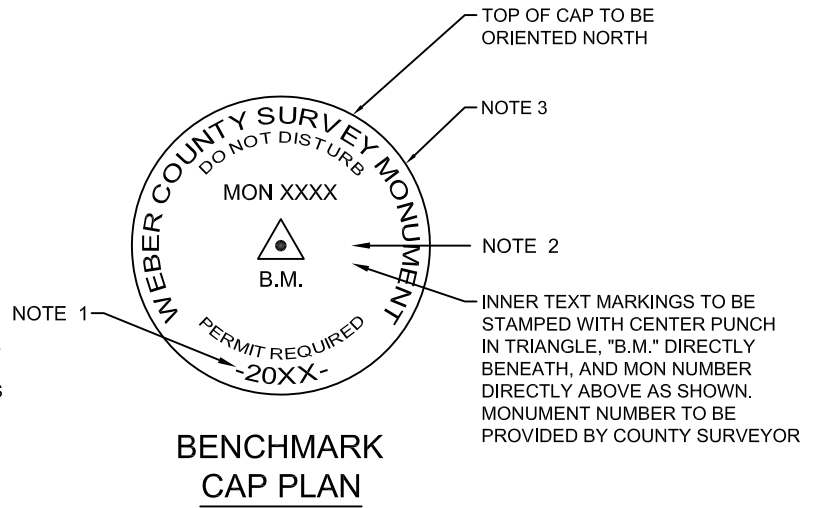 TOP OF CAP TO BE
ORIENTED NORTH
NOTE 3
WEBER COUNTY SURVEY MONUMENT
DO NOT DISTURB
MON XXXX
B.M.
NOTE 2
NOTE 1
PERMIT REQUIRED
-20XX-
INNER TEXT MARKINGS TO BE
STAMPED WITH CENTER PUNCH
IN TRIANGLE, "B.M." DIRECTLY
BENEATH, AND MON NUMBER
DIRECTLY ABOVE AS SHOWN.
MONUMENT NUMBER TO BE
PROVIDED BY COUNTY SURVEYOR
BENCHMARK
CAP PLAN